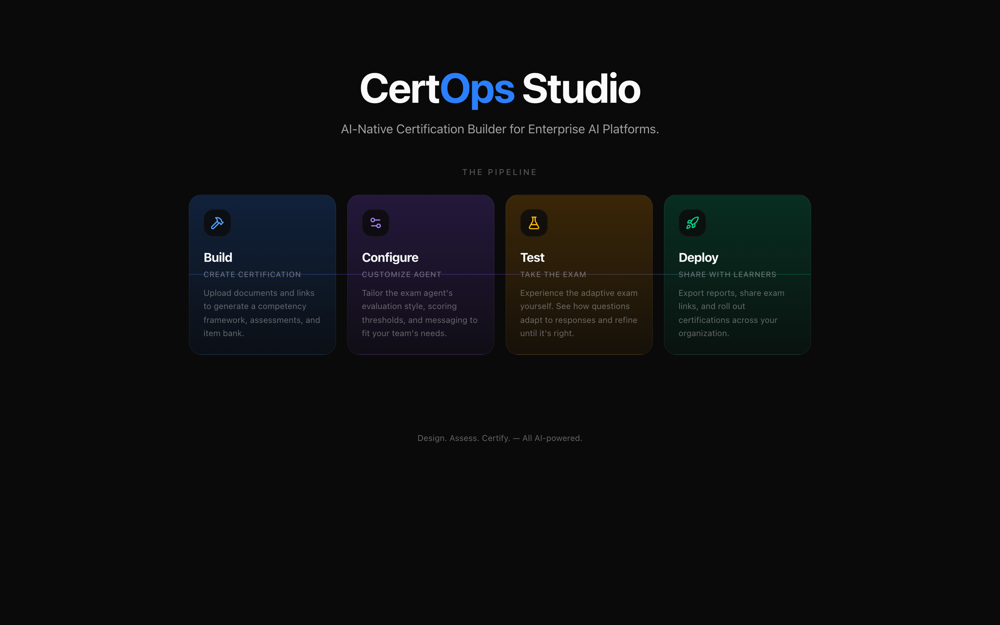 CertOps Studio
AI-Native Certification Builder for Enterprise AI Platforms.
THE PIPELINE
Build
CREATE CERTIFICATION
Upload documents and links
to generate a competency
framework, assessments, and
item bank.
Configure
CUSTOMIZE AGENT
Tailor the exam agent's
evaluation style, scoring
thresholds, and messaging to
fit your team's needs.
Test
TAKE THE EXAM
Experience the adaptive exam
yourself. See how questions
adapt to responses and refine
until it's right.
Deploy
SHARE WITH LEARNERS
Export reports, share exam
links, and roll out
certifications across your
organization.
Design. Assess. Certify. — All AI-powered.